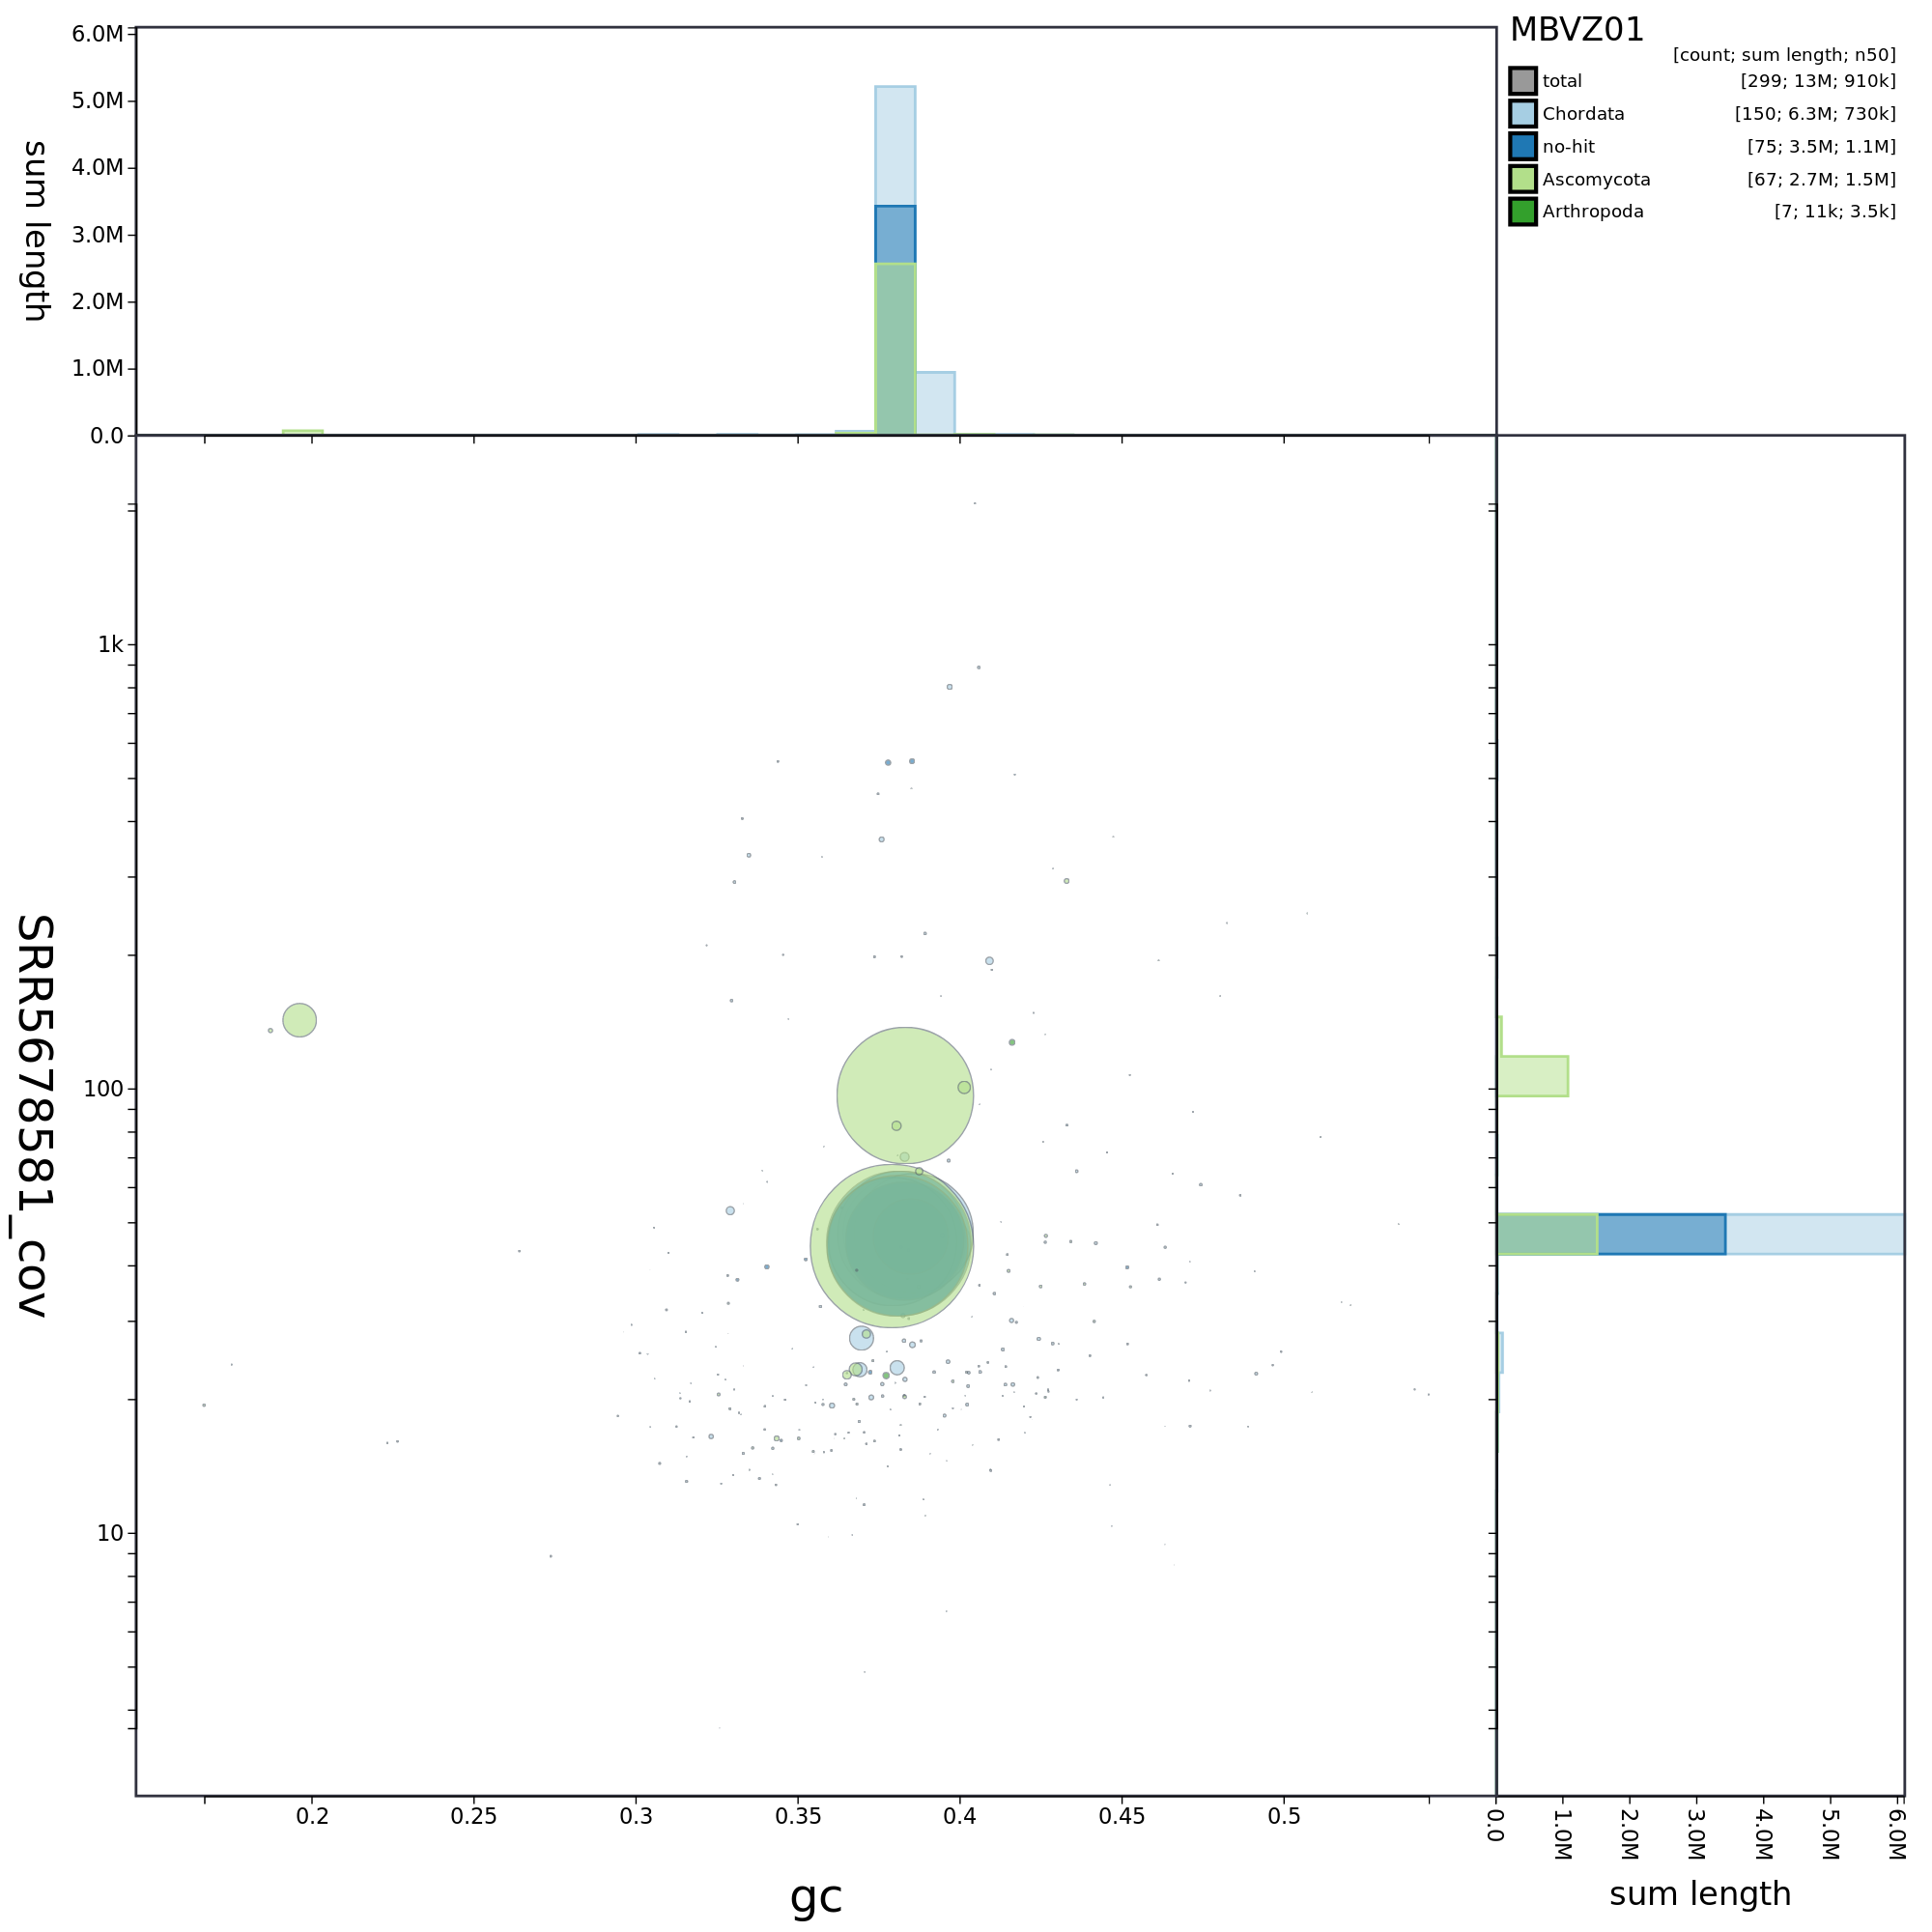 MBVZ01
[count; sum length; n50]
total [299; 13M; 910k]
Chordata [150; 6.3M; 730k]
no-hit [75; 3.5M; 1.1M]
Ascomycota [67; 2.7M; 1.5M]
Arthropoda [7; 11k; 3.5k]
6.0M
5.0M
4.0M
3.0M
2.0M
1.0M
0.0
sum length
1k
100
10
SRR5678581_cov
0.2 0.25 0.3 0.35 0.4 0.45 0.5
gc
0.0 1.0M 2.0M 3.0M 4.0M 5.0M 6.0M
sum length